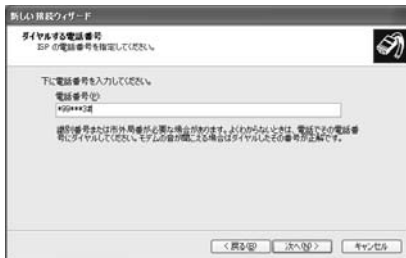 新しい接続ウィザード
ダイヤルする電話番号
ISP の電話番号を指定してください。
下に電話番号を入力してください。
電話番号(P)
*99***3#
識別番号または市外局番が必要な場合があります。よくわからないときは、電話でその電話番
号にダイヤルしてください。モデムの音が聞こえる場合はダイヤルしたその番号が正解です。
< 戻る(B) 次へ(N) > キャンセル